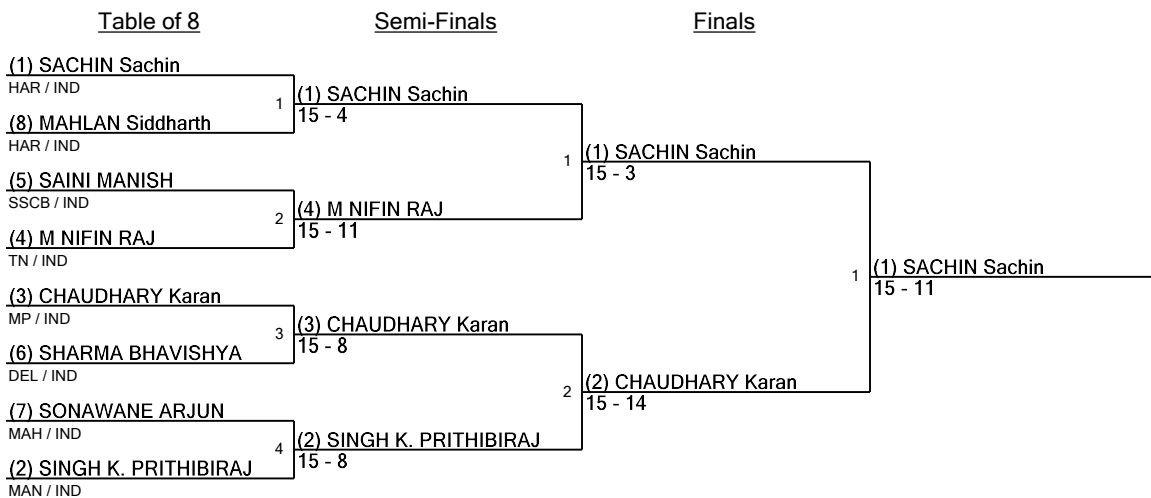 Table of 8 Semi-Finals Finals
(1) SACHIN Sachin
HAR / IND
1
(8) MAHLAN Siddharth
HAR / IND
(5) SAINI MANISH
SSCB / IND
2
(4) M NIFIN RAJ
TN / IND
(3) CHAUDHARY Karan
MP / IND
3
(6) SHARMA BHAVISHYA
DEL / IND
(7) SONAWANE ARJUN
MAH / IND
4
(2) SINGH K. PRITHIBIRAJ
MAN / IND
(1) SACHIN Sachin
15 - 4
1
(4) M NIFIN RAJ
15 - 11
(3) CHAUDHARY Karan
15 - 8
2
(2) SINGH K. PRITHIBIRAJ
15 - 8
(1) SACHIN Sachin
15 - 3
1
(2) CHAUDHARY Karan
15 - 14
(1) SACHIN Sachin
15 - 11